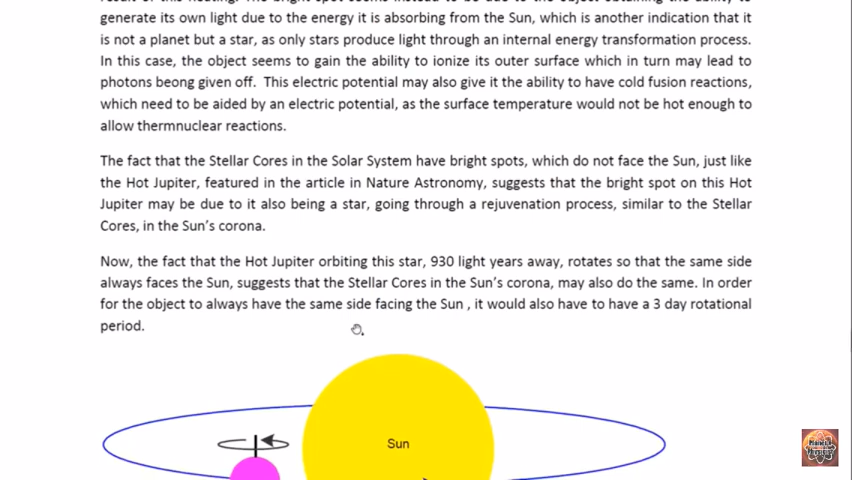 generate its own light due to the energy it is absorbing from the Sun, which is another indication that it
is not a planet but a star, as only stars produce light through an internal energy transformation process.
In this case, the object seems to gain the ability to ionize its outer surface which in turn may lead to
photons beong given off.  This electric potential may also give it the ability to have cold fusion reactions,
which need to be aided by an electric potential, as the surface temperature would not be hot enough to
allow thermnuclear reactions.
The fact that the Stellar Cores in the Solar System have bright spots, which do not face the Sun, just like
the Hot Jupiter, featured in the article in Nature Astronomy, suggests that the bright spot on this Hot
Jupiter may be due to it also being a star, going through a rejuvenation process, similar to the Stellar
Cores, in the Sun's corona.
Now, the fact that the Hot Jupiter orbiting this star, 930 light years away, rotates so that the same side
always faces the Sun, suggests that the Stellar Cores in the Sun's corona, may also do the same. In order
for the object to always have the same side facing the Sun , it would also have to have a 3 day rotational
period.
Sun